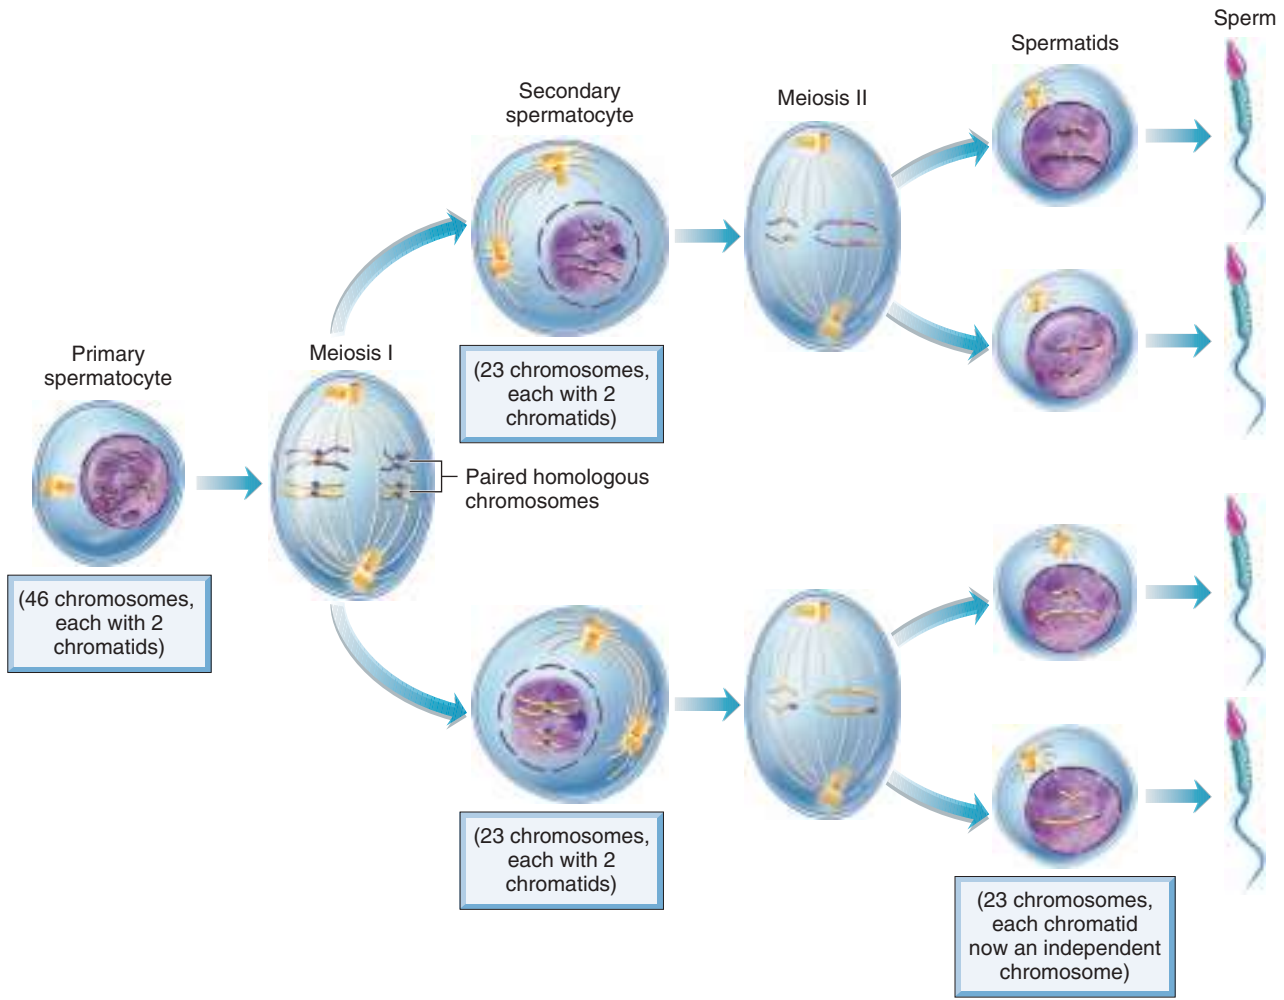 Sperm
Spermatids
Secondary
spermatocyte
Meiosis II
Primary
spermatocyte
Meiosis I
(23 chromosomes,
each with 2
chromatids)
Paired homologous
chromosomes
(46 chromosomes,
each with 2
chromatids)
(23 chromosomes,
each with 2
chromatids)
(23 chromosomes,
each chromatid
now an independent
chromosome)